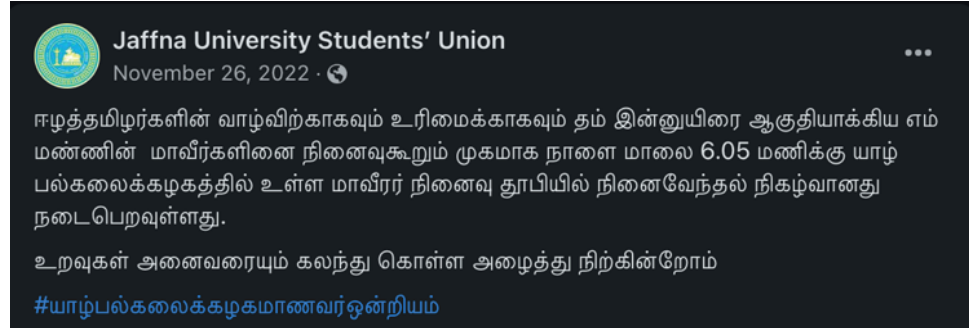 Jaffna University Students’ Union
November 26, 2022 ·
ஈழத்தமிழர்களின் வாழ்விற்காகவும் உரிமைக்காகவும் தம் இன்னுயிரை ஆகுதியாக்கிய எம்
மண்ணின் மாவீர்களினை நினைவுகூறும் முகமாக நாளை மாலை 6.05 மணிக்கு யாழ்
பல்கலைக்கழகத்தில் உள்ள மாவீரர் நினைவு தூபியில் நினைவேந்தல் நிகழ்வானது
நடைபெறவுள்ளது.
உறவுகள் அனைவரையும் கலந்து கொள்ள அழைத்து நிற்கின்றோம்
#யாழ்பல்கலைக்கழகமாணவர்ஒன்றியம்